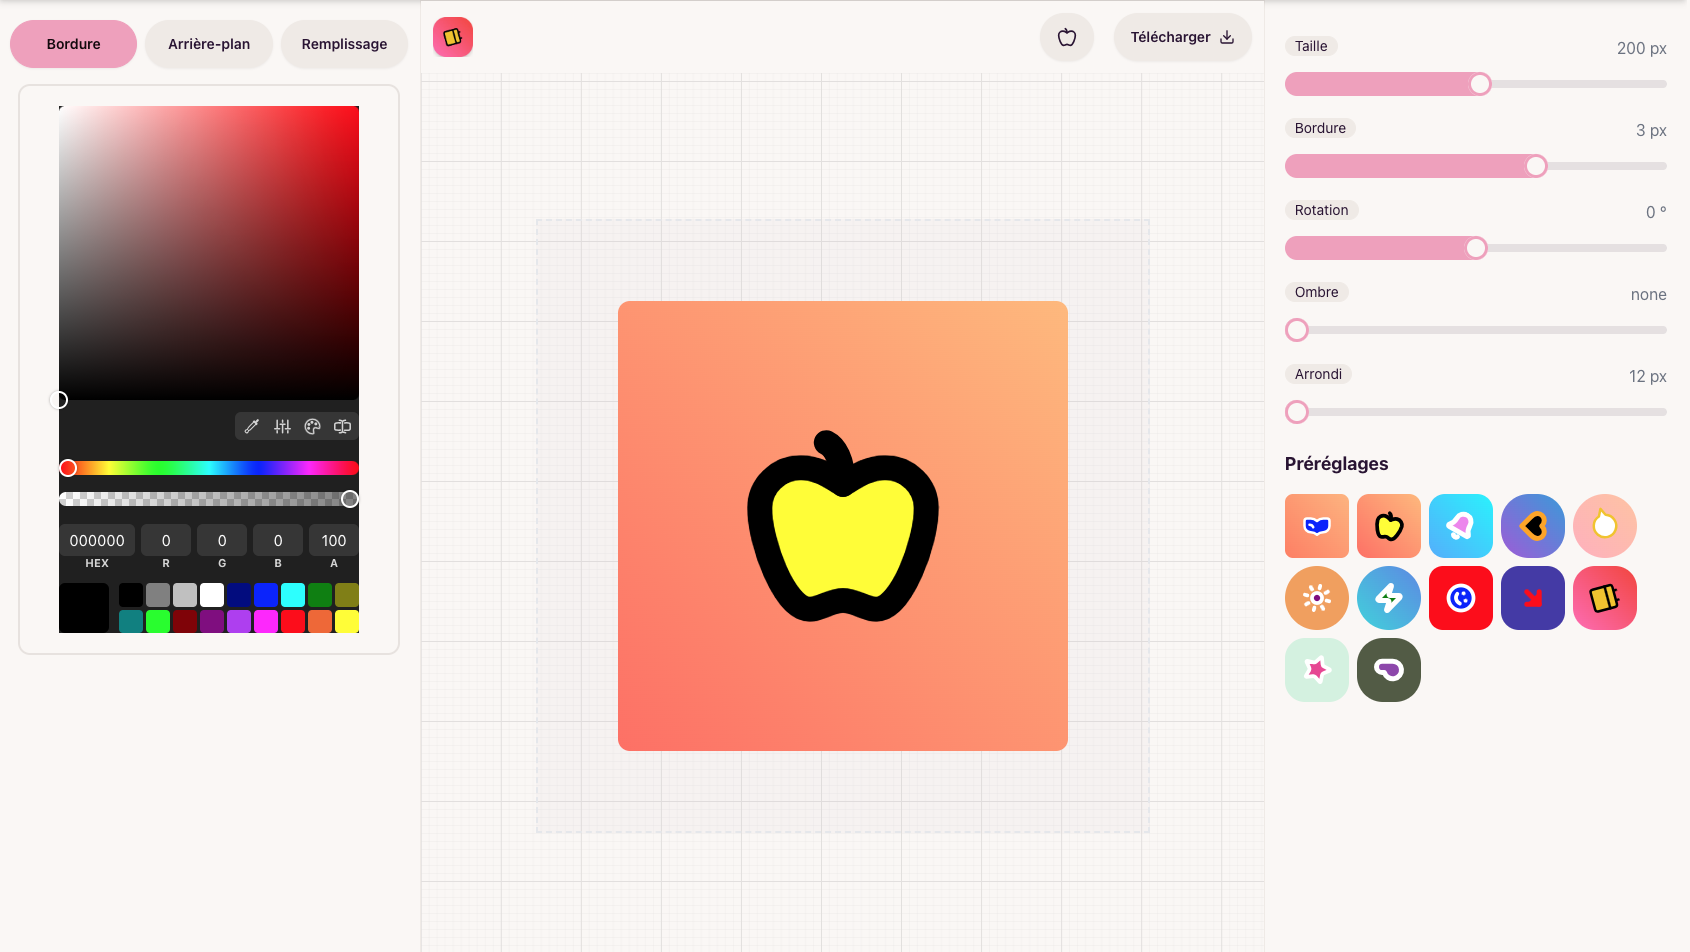 Bordure
Arrière-plan
Remplissage
Télécharger
000000
0
0
0
100
HEX
R
G
B
A
Taille
200 px
Bordure
3 px
Rotation
0 °
Ombre
none
Arrondi
12 px
Préréglages